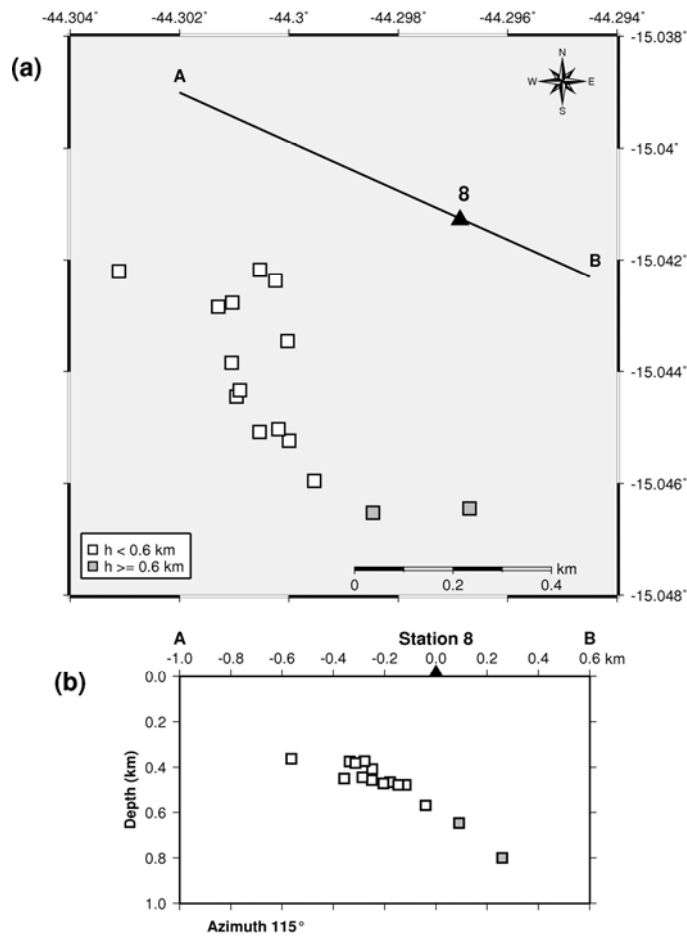 -44.304° -44.302° -44.3° -44.298° -44.296° -44.294°
(a)
-15.038°
-15.04°
-15.042°
-15.044°
-15.046°
-15.048°
A
N
W E
S
8
B
h < 0.6 km
h >= 0.6 km
km
0 0.2 0.4
A Station 8 B
-1.0 -0.8 -0.6 -0.4 -0.2 0.0 0.2 0.4 0.6 km
(b)
Depth (km)
0.0
0.2
0.4
0.6
0.8
1.0
Azimuth 115°